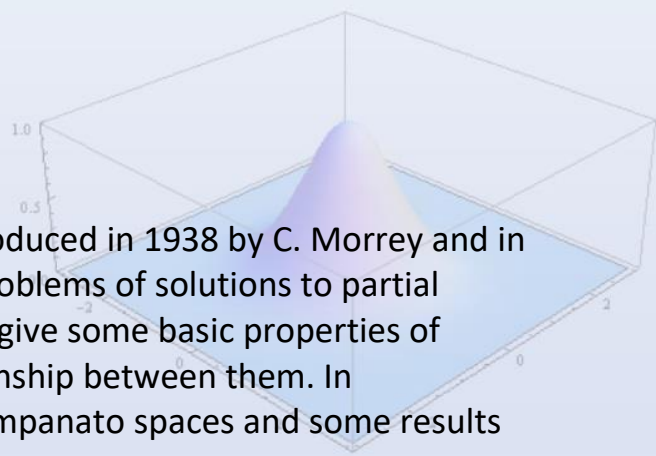 1.0
0.5
oduced in 1938 by C. Morrey and in
oblems of solutions to partial
-2
2
give some basic properties of
0
0
nship between them. In
mpanato spaces and some results